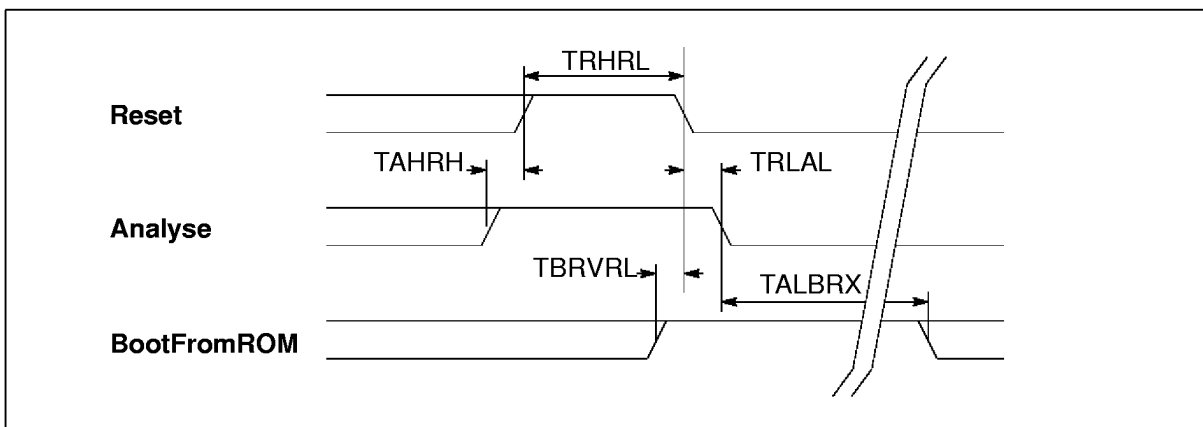 TRHRL
Reset
TAHRH
TRLAL
Analyse
TBRVRL
TALBRX
BootFromROM